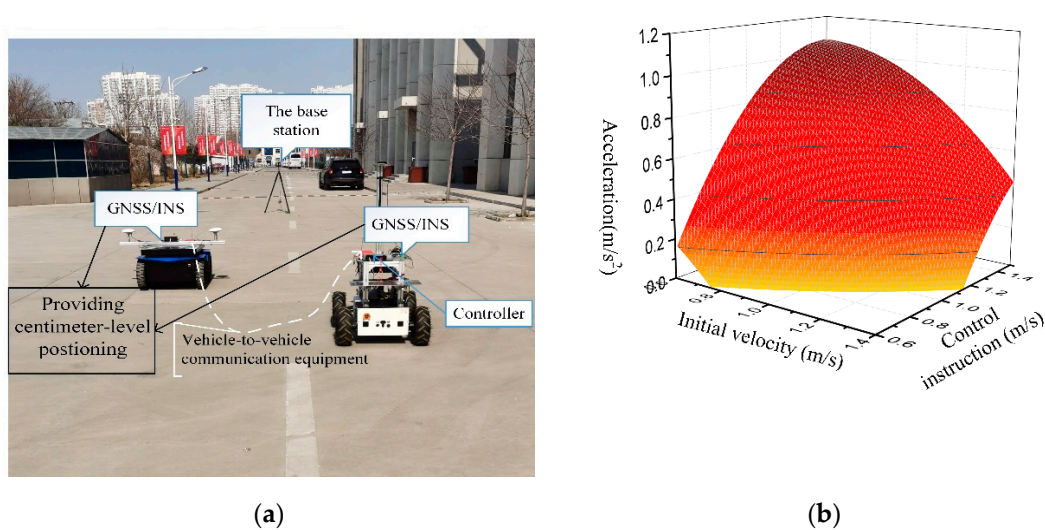 The base
station
GNSS/INS
GNSS/INS
Providing
centimeter-level
postioning
Controller
Vehicle-to-vehicle
communication equipment
(a)
1.2
1.0
0.8
0.6
0.4
0.2
0.0
Acceleration(m/s²)
0.8
1.0
1.2
1.4
Initial velocity (m/s)
0.6
0.8
1.0
1.2
1.4
Control
instruction (m/s)
(b)